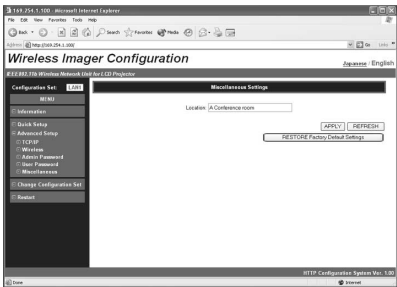 169.254.1.100 - Microsoft Internet Explorer
File Edit View Favorites Tools Help
Back Search Favorites Media
Address http://169.254.1.100/ Go Links
Wireless Imager Configuration
Japanese / English
IEEE802.11b Wireless Network Unit for LCD Projector
Configuration Set: LAN5
MENU
Information
Quick Setup
Advanced Setup
TCP/IP
Wireless
Admin Password
User Password
Miscellaneous
Change Configuration Set
Restart
Miscellaneous Settings
Location A Conference room
APPLY REFRESH
RESTORE Factory Default Settings
HTTP Configuration System Ver. 1.00
Done Internet